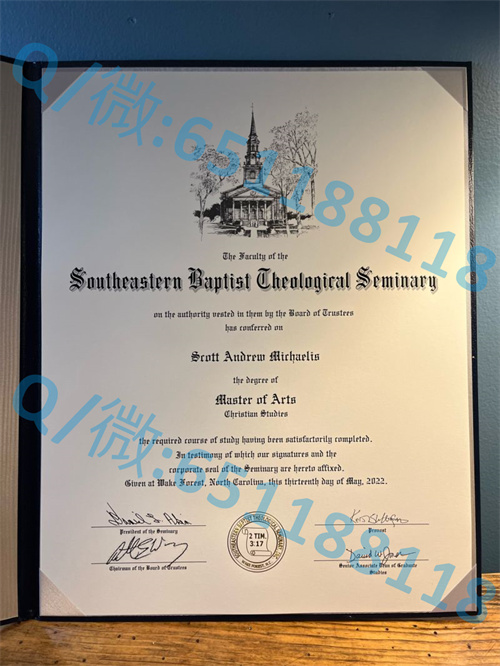 Q/微:651188118
The Faculty of the
Southeastern Baptist Theological Seminary
on the authority vested in them by the Board of Trustees
has conferred on
Scott Andrew Michaelis
the degree of
Master of Arts
Christian Studies
the required course of study having been satisfactorily completed.
In testimony of which our signatures and the
corporate seal of the Seminary are hereto affixed.
Given at Wake Forest, North Carolina, this thirteenth day of May, 2022.
Q/微:651188118
President of the Seminary
Provost
2 TIM.
3:17
Chairman of the Board of Trustees
Senior Associate Dean of Graduate
Studies